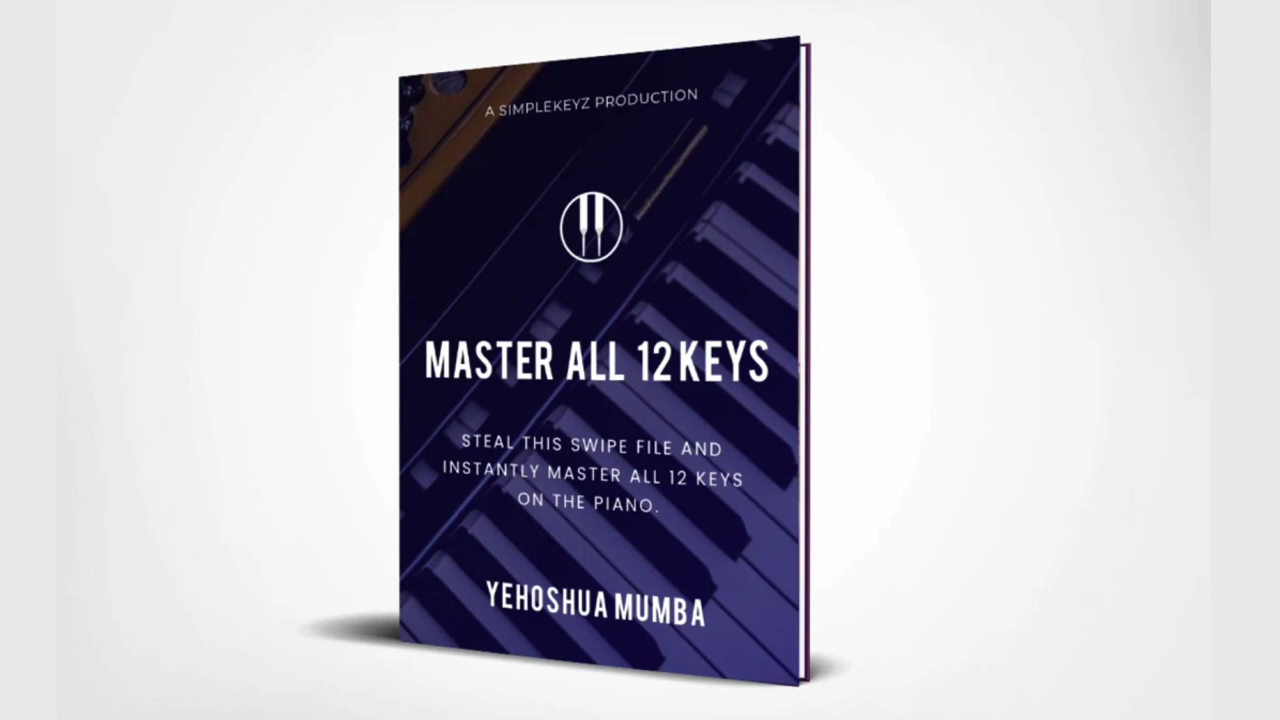 A SIMPLEKEYZ PRODUCTION
MASTER ALL 12 KEYS
STEAL THIS SWIPE FILE AND
INSTANTLY MASTER ALL 12 KEYS
ON THE PIANO.
YEHOSHUA MUMBA